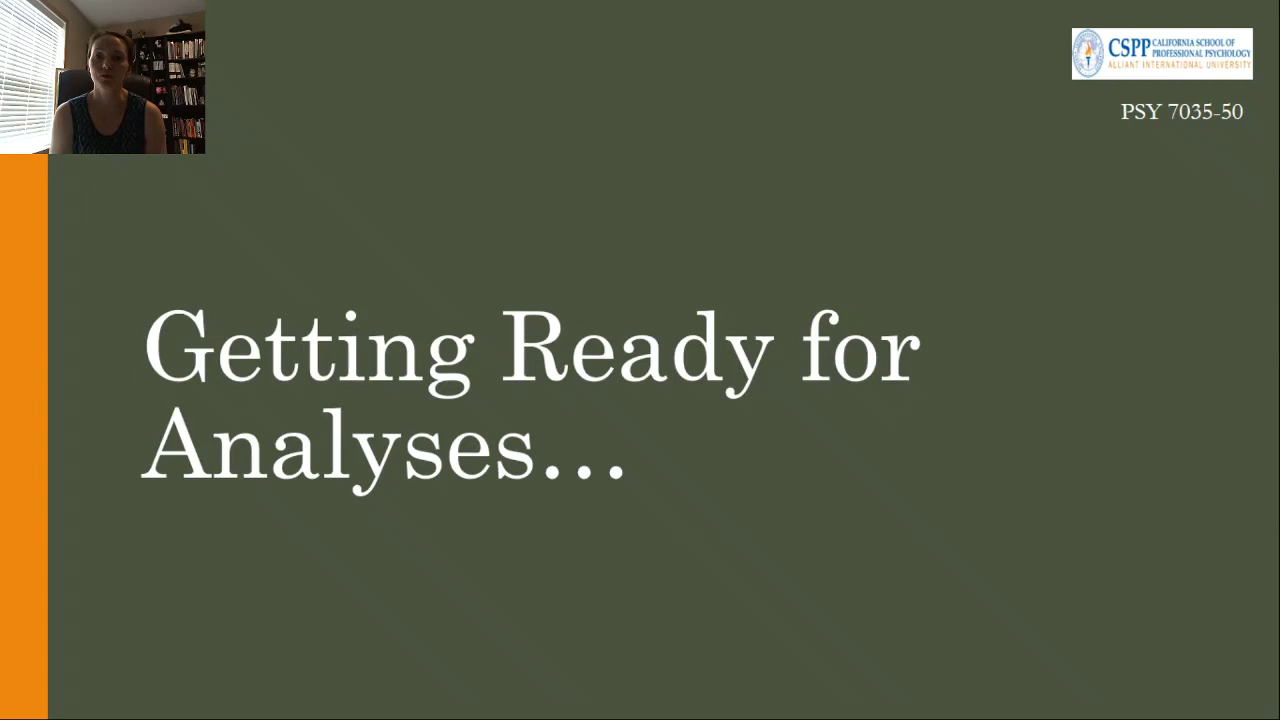 CSPP CALIFORNIA SCHOOL OF
PROFESSIONAL PSYCHOLOGY
ALLIANT INTERNATIONAL UNIVERSITY
PSY 7035-50
Getting Ready for
Analyses...